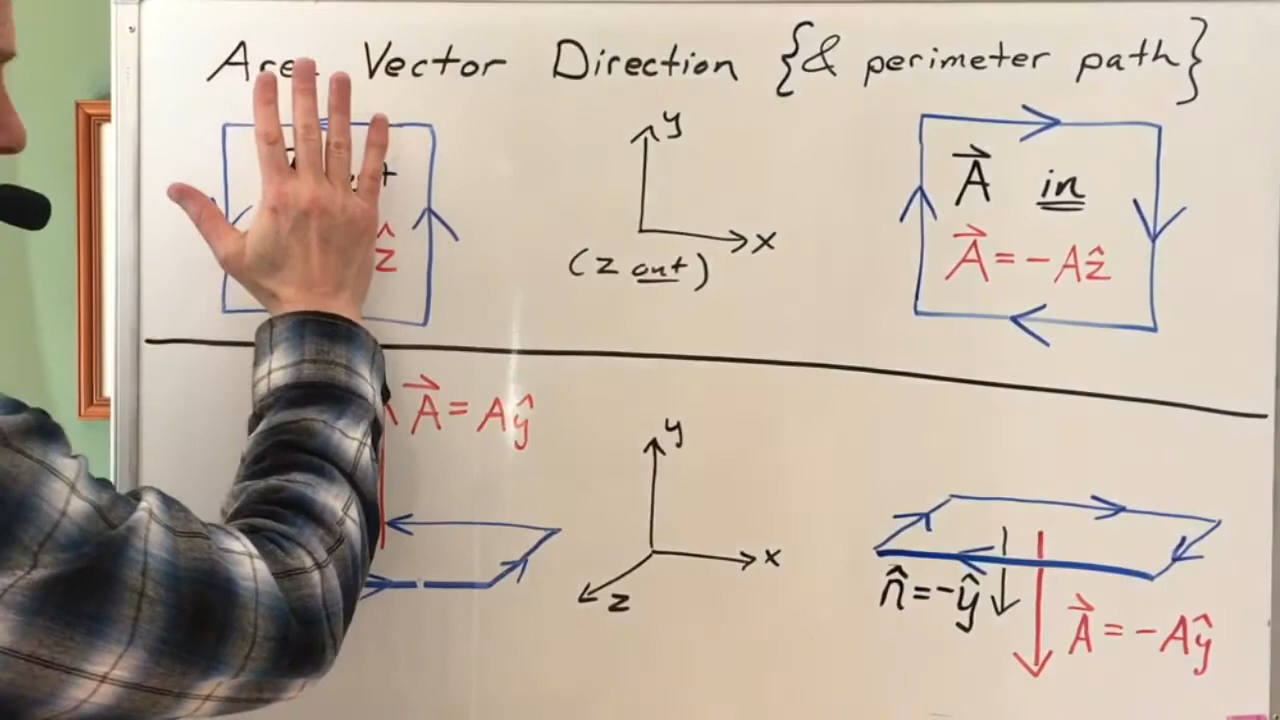 Vector Direction {& perimeter path}
y
x
(z out)
A⃗ in
A⃗ = -Aẑ
ẑ
A⃗ = Aŷ
y
x
z
n̂ = -ŷ
A⃗ = -Aŷ